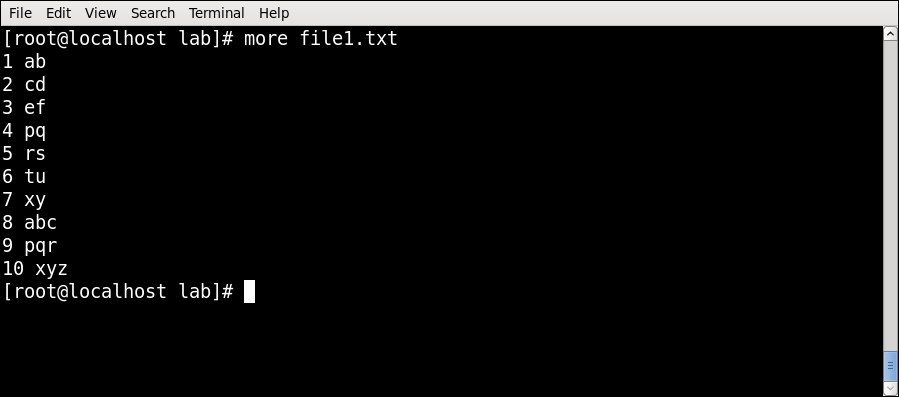 File Edit View Search Terminal Help
[root@localhost lab]# more file1.txt
1 ab
2 cd
3 ef
4 pq
5 rs
6 tu
7 xy
8 abc
9 pqr
10 xyz
[root@localhost lab]#